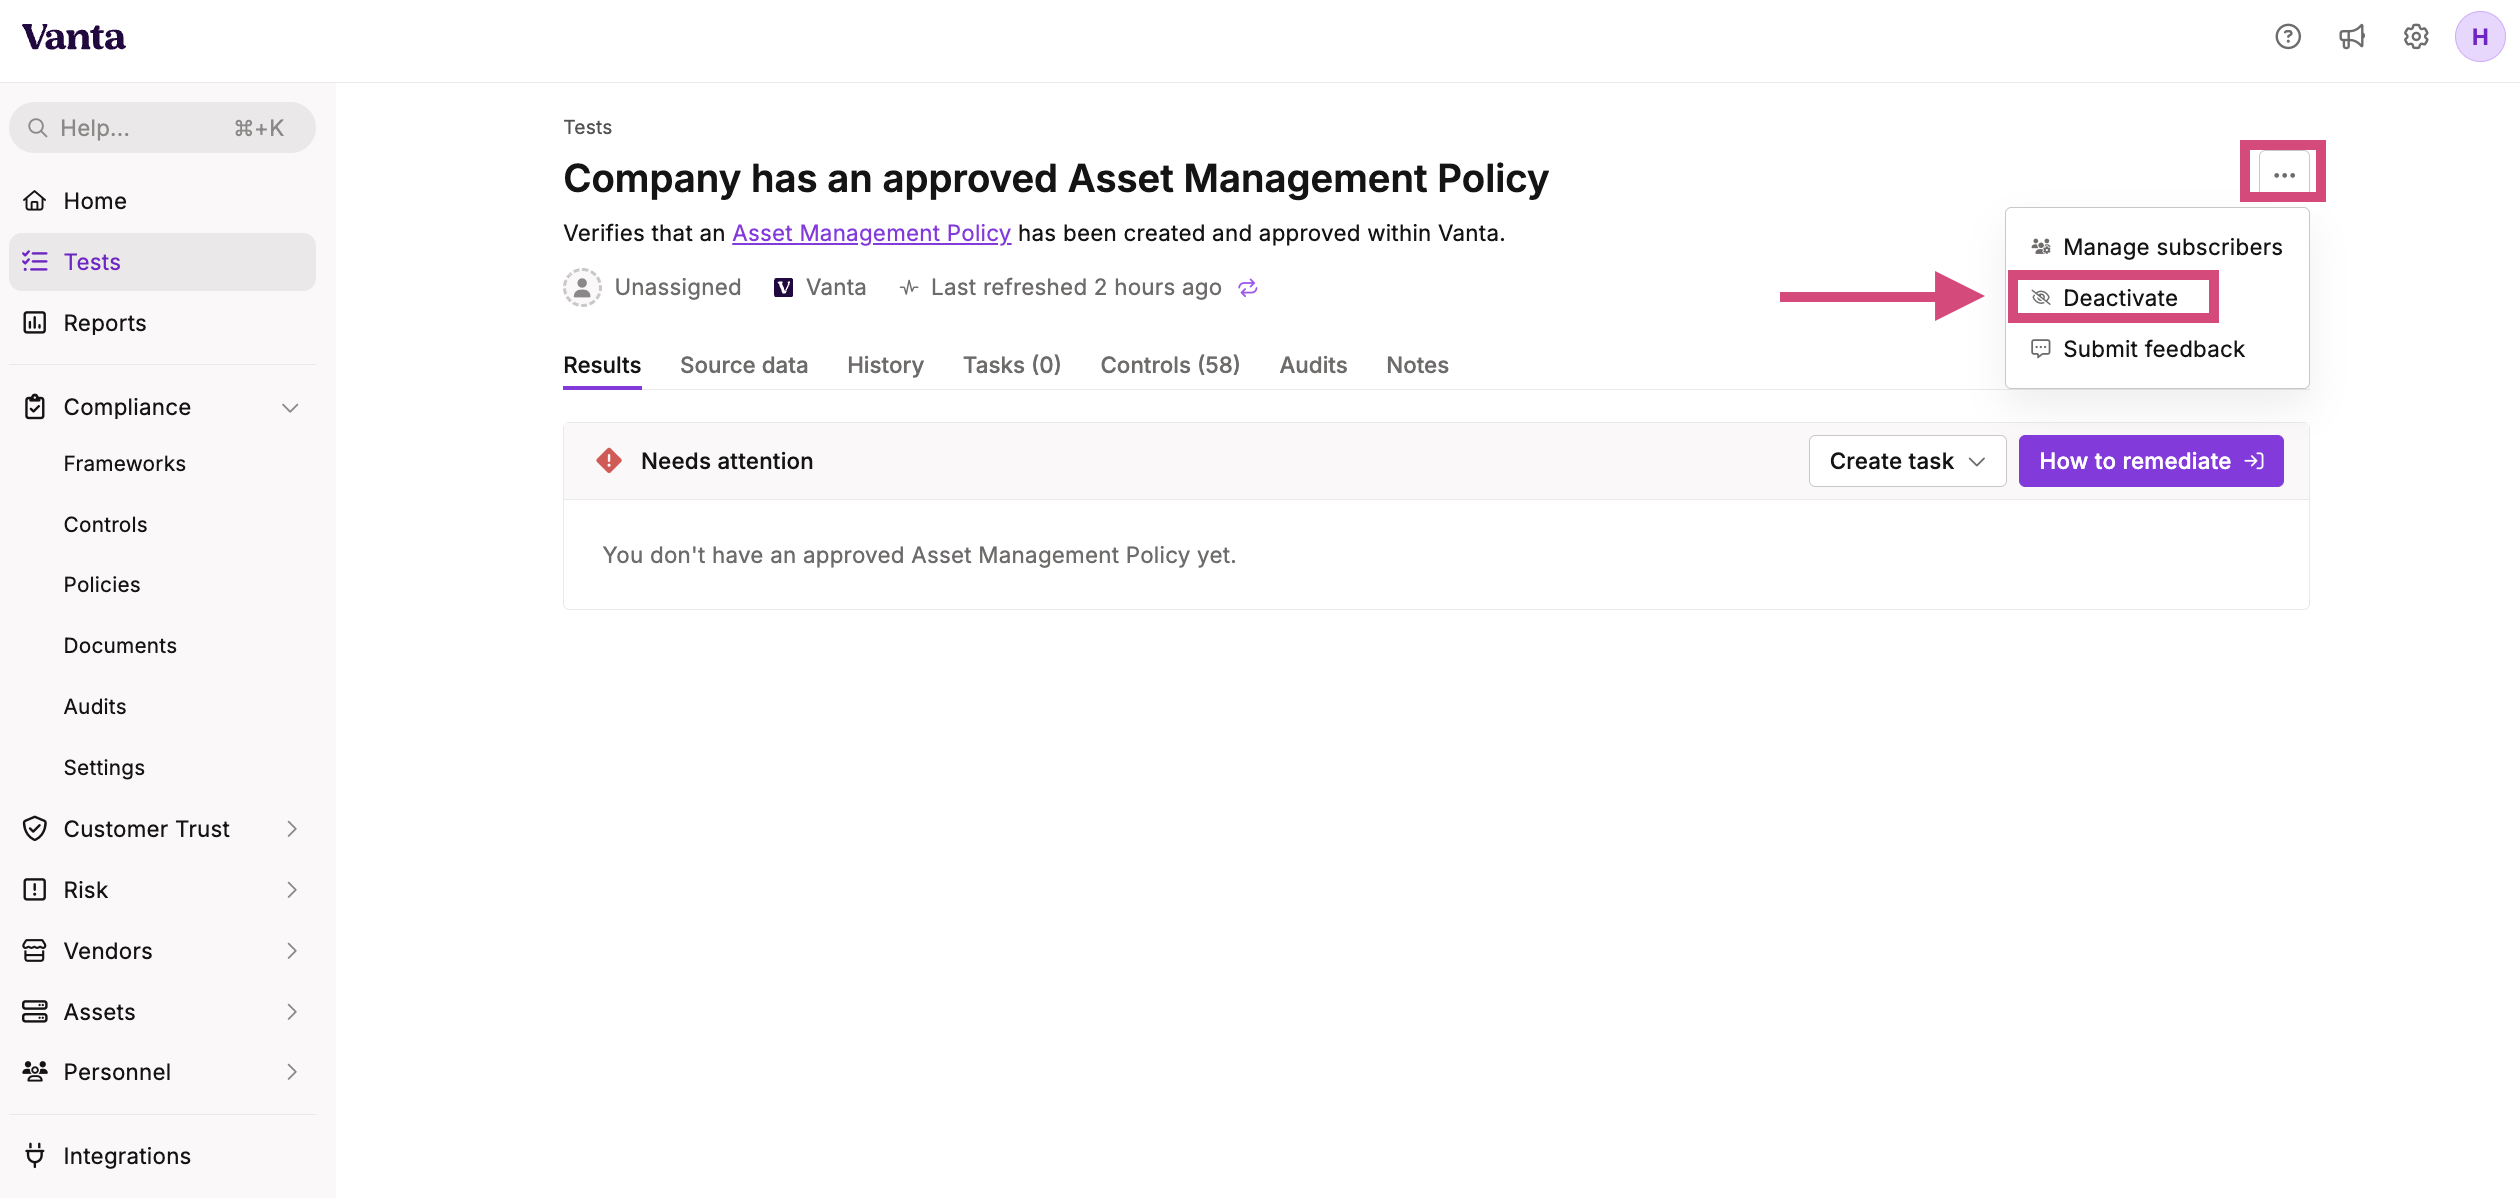 Vanta
H
Help... ⌘+K
Home
Tests
Reports
Compliance
Frameworks
Controls
Policies
Documents
Audits
Settings
Customer Trust
Risk
Vendors
Assets
Personnel
Integrations
Tests
Company has an approved Asset Management Policy
Verifies that an Asset Management Policy has been created and approved within Vanta.
Unassigned V Vanta Last refreshed 2 hours ago
Manage subscribers
Deactivate
Submit feedback
Results Source data History Tasks (0) Controls (58) Audits Notes
Needs attention Create task How to remediate
You don't have an approved Asset Management Policy yet.